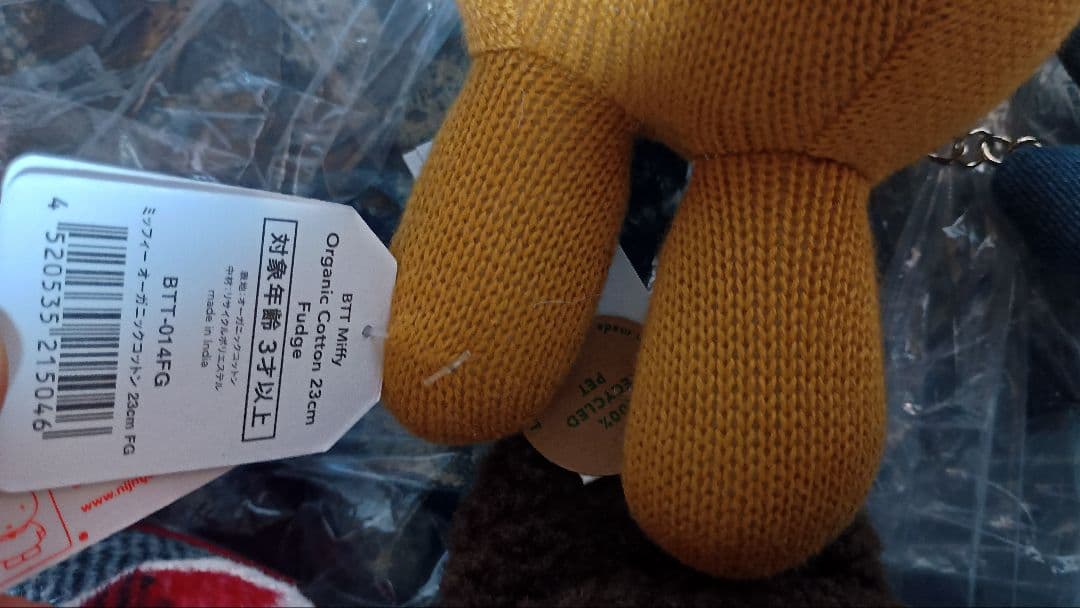 BTT Miffy
Organic Cotton 23cm
Fudge
対象年齢 3才以上
表地:オーガニックコットン
中材:リサイクルポリエステル
made in India
BTT-014FG
ミッフィー オーガニックコットン 23cm FG
4 520535 215046
made
100%
RECYCLED
PET